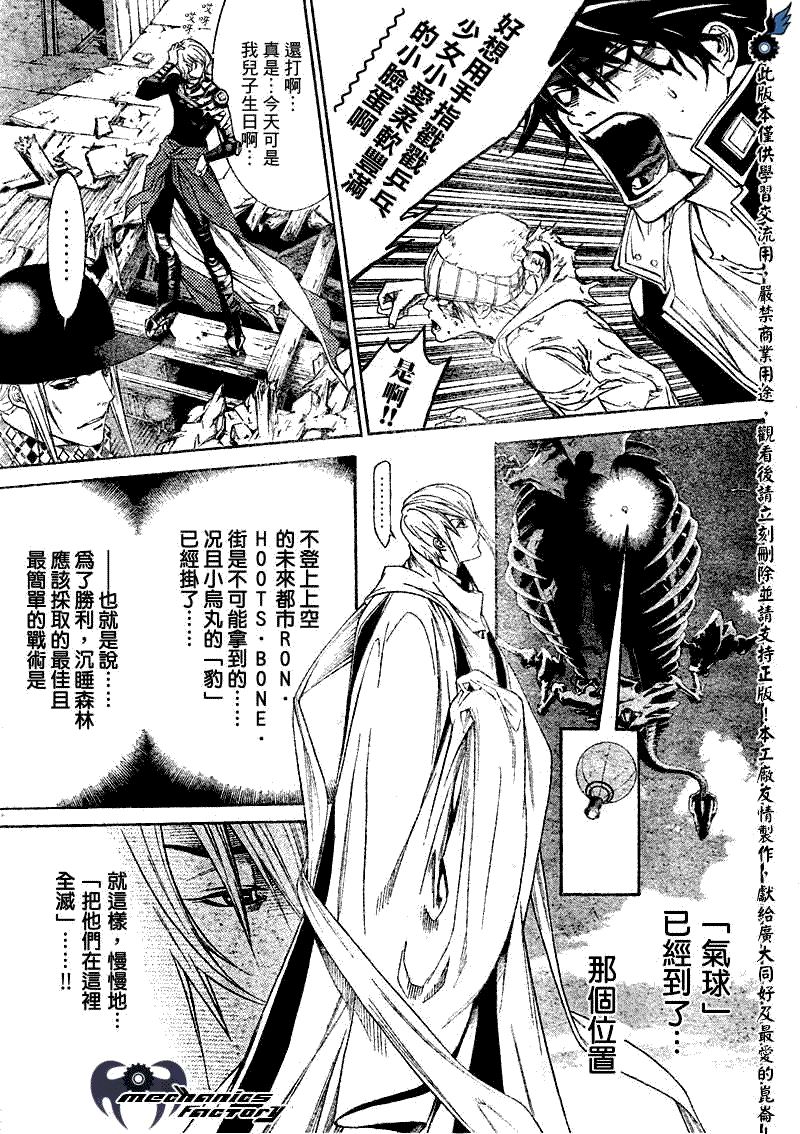 好想用手指戳戳乒乓
少女小愛柔軟豐滿
的小臉蛋啊——
是啊!!
哎呀
哎呀
還打啊…
真是…今天可是
我兒子生日啊…
………
………
「氣球」
已經到了…
那個位置
不登上上空
的未來都市RON·
HOOTS·BONE·
街是不可能拿到的……
況且小烏丸的「豹」
已經掛了……
——也就是說……
為了勝利,沉睡森林
應該採取的最佳且
最簡單的戰術是
就這樣,慢慢地…
「把他們在這裡
全滅」……!!
此版本僅供學習交流用,嚴禁商業用途,觀看後請立刻刪除並請支持正版!本工廠友情製作,獻給廣大同好及最愛的崑崙!
mechanics
Factory